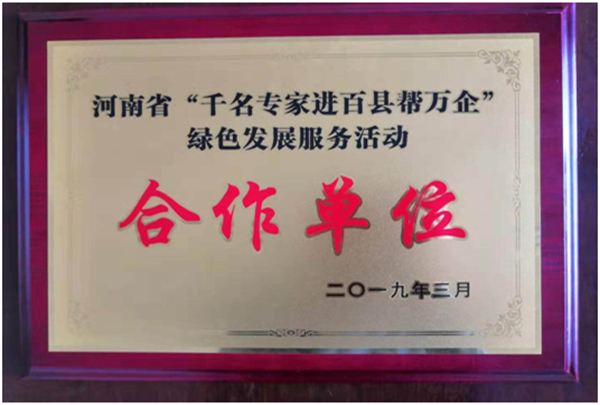 河南省“千名专家进百县帮万企”
绿色发展服务活动
合作单位
二〇一九年三月